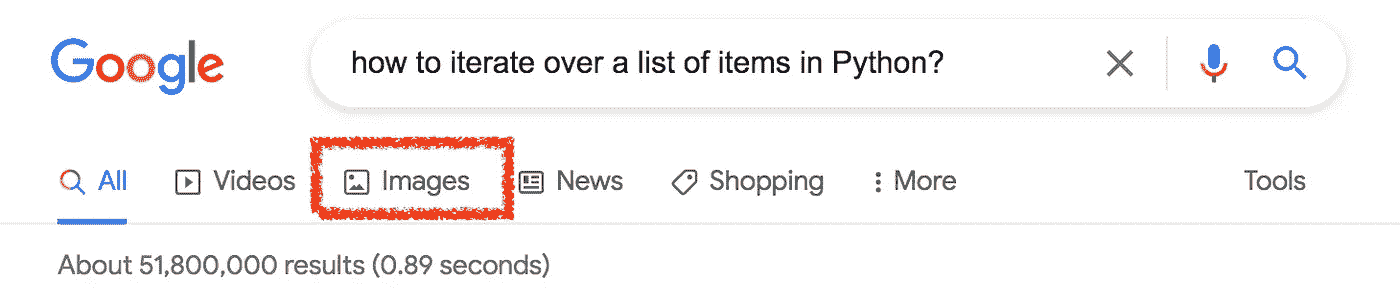 Google how to iterate over a list of items in Python?
All Videos Images News Shopping More Tools
About 51,800,000 results (0.89 seconds)